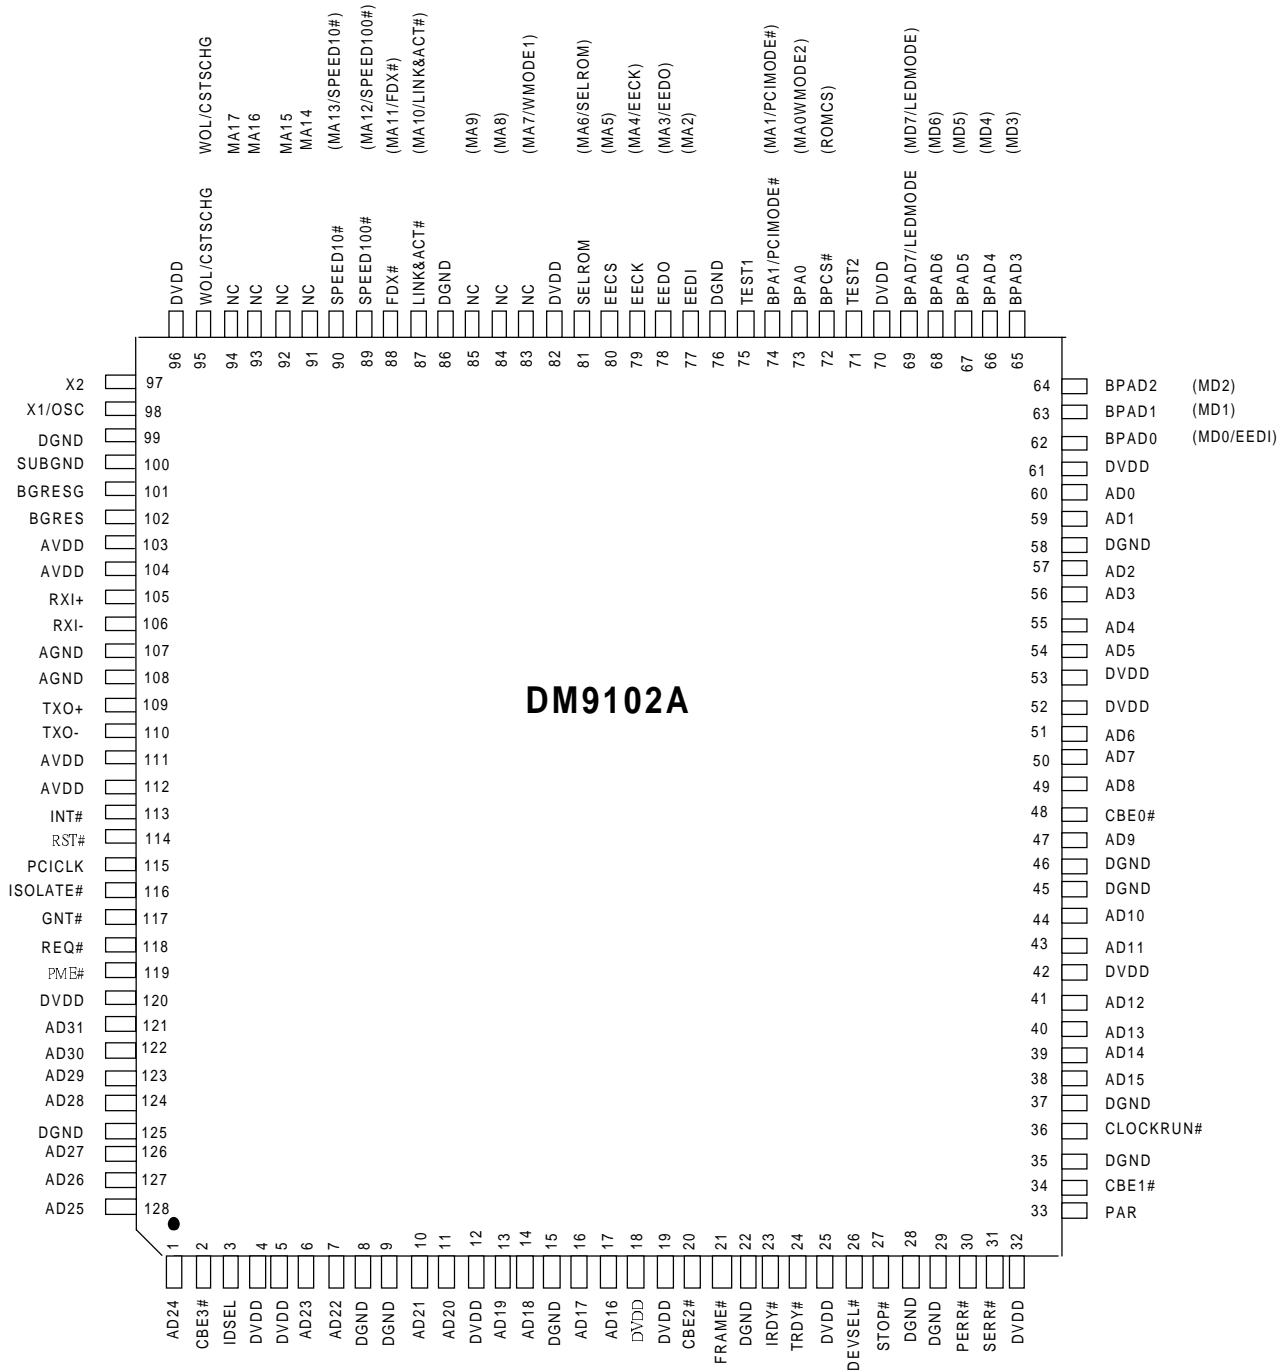 WOL/CSTSCHG
MA17
MA16
MA15
MA14
(MA13/SPEED10#)
(MA12/SPEED100#)
(MA11/FDX#)
(MA10/LINK&ACT#)
(MA9)
(MA8)
(MA7/WMODE1)
(MA6/SELROM)
(MA5)
(MA4/EECK)
(MA3/EEDO)
(MA2)
(MA1/PCIMODE#)
(MA0WMODE2)
(ROMCS)
(MD7/LEDMODE)
(MD6)
(MD5)
(MD4)
(MD3)
DVDD
WOL/CSTSCHG
NC
NC
NC
NC
SPEED10#
SPEED100#
FDX#
LINK&ACT#
DGND
NC
NC
NC
DVDD
SELROM
EECS
EECK
EEDO
EEDI
DGND
TEST1
BPA1/PCIMODE#
BPA0
BPCS#
TEST2
DVDD
BPAD7/LEDMODE
BPAD6
BPAD5
BPAD4
BPAD3
96
95
94
93
92
91
90
89
88
87
86
85
84
83
82
81
80
79
78
77
76
75
74
73
72
71
70
69
68
67
66
65
X2 97
X1/OSC 98
DGND 99
SUBGND 100
BGRESG 101
BGRES 102
AVDD 103
AVDD 104
RXI+ 105
RXI- 106
AGND 107
AGND 108
TXO+ 109
TXO- 110
AVDD 111
AVDD 112
INT# 113
RST# 114
PCICLK 115
ISOLATE# 116
GNT# 117
REQ# 118
PME# 119
DVDD 120
AD31 121
AD30 122
AD29 123
AD28 124
DGND 125
AD27 126
AD26 127
AD25 128
DM9102A
64 BPAD2 (MD2)
63 BPAD1 (MD1)
62 BPAD0 (MD0/EEDI)
61 DVDD
60 AD0
59 AD1
58 DGND
57 AD2
56 AD3
55 AD4
54 AD5
53 DVDD
52 DVDD
51 AD6
50 AD7
49 AD8
48 CBE0#
47 AD9
46 DGND
45 DGND
44 AD10
43 AD11
42 DVDD
41 AD12
40 AD13
39 AD14
38 AD15
37 DGND
36 CLOCKRUN#
35 DGND
34 CBE1#
33 PAR
1
2
3
4
5
6
7
8
9
10
11
12
13
14
15
16
17
18
19
20
21
22
23
24
25
26
27
28
29
30
31
32
AD24
CBE3#
IDSEL
DVDD
DVDD
AD23
AD22
DGND
DGND
AD21
AD20
DVDD
AD19
AD18
DGND
AD17
AD16
DVDD
DVDD
CBE2#
FRAME#
DGND
IRDY#
TRDY#
DVDD
DEVSEL#
STOP#
DGND
DGND
PERR#
SERR#
DVDD